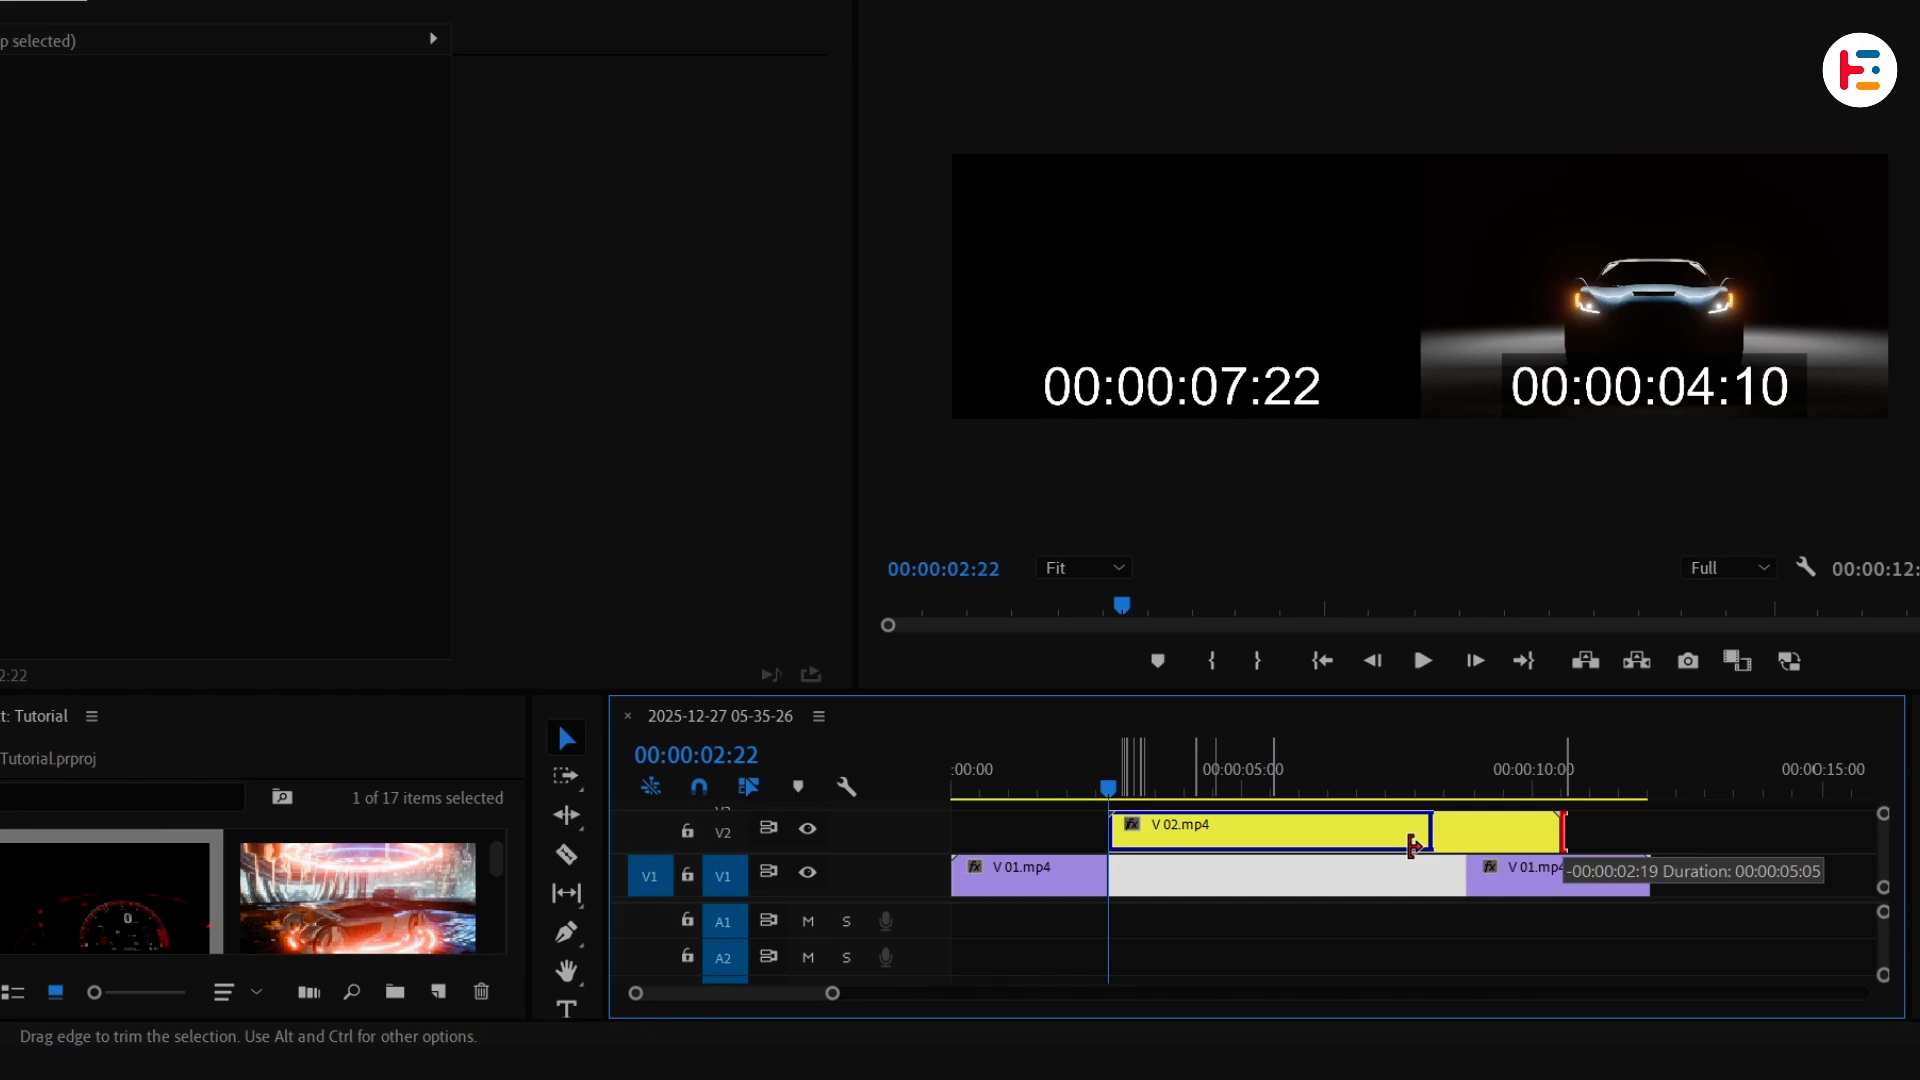 p selected)
00:00:07:22
00:00:04:10
00:00:02:22
Fit
Full
00:00:12:
2:22
t: Tutorial
Tutorial.prproj
1 of 17 items selected
× 2025-12-27 05-35-26
00:00:02:22
:00:00
00:00:05:00
00:00:10:00
00:00:15:00
V2
fx V 02.mp4
V1
V1
fx V 01.mp4
fx V 01.mp4
-00:00:02:19 Duration: 00:00:05:05
A1
M
S
A2
M
S
Drag edge to trim the selection. Use Alt and Ctrl for other options.